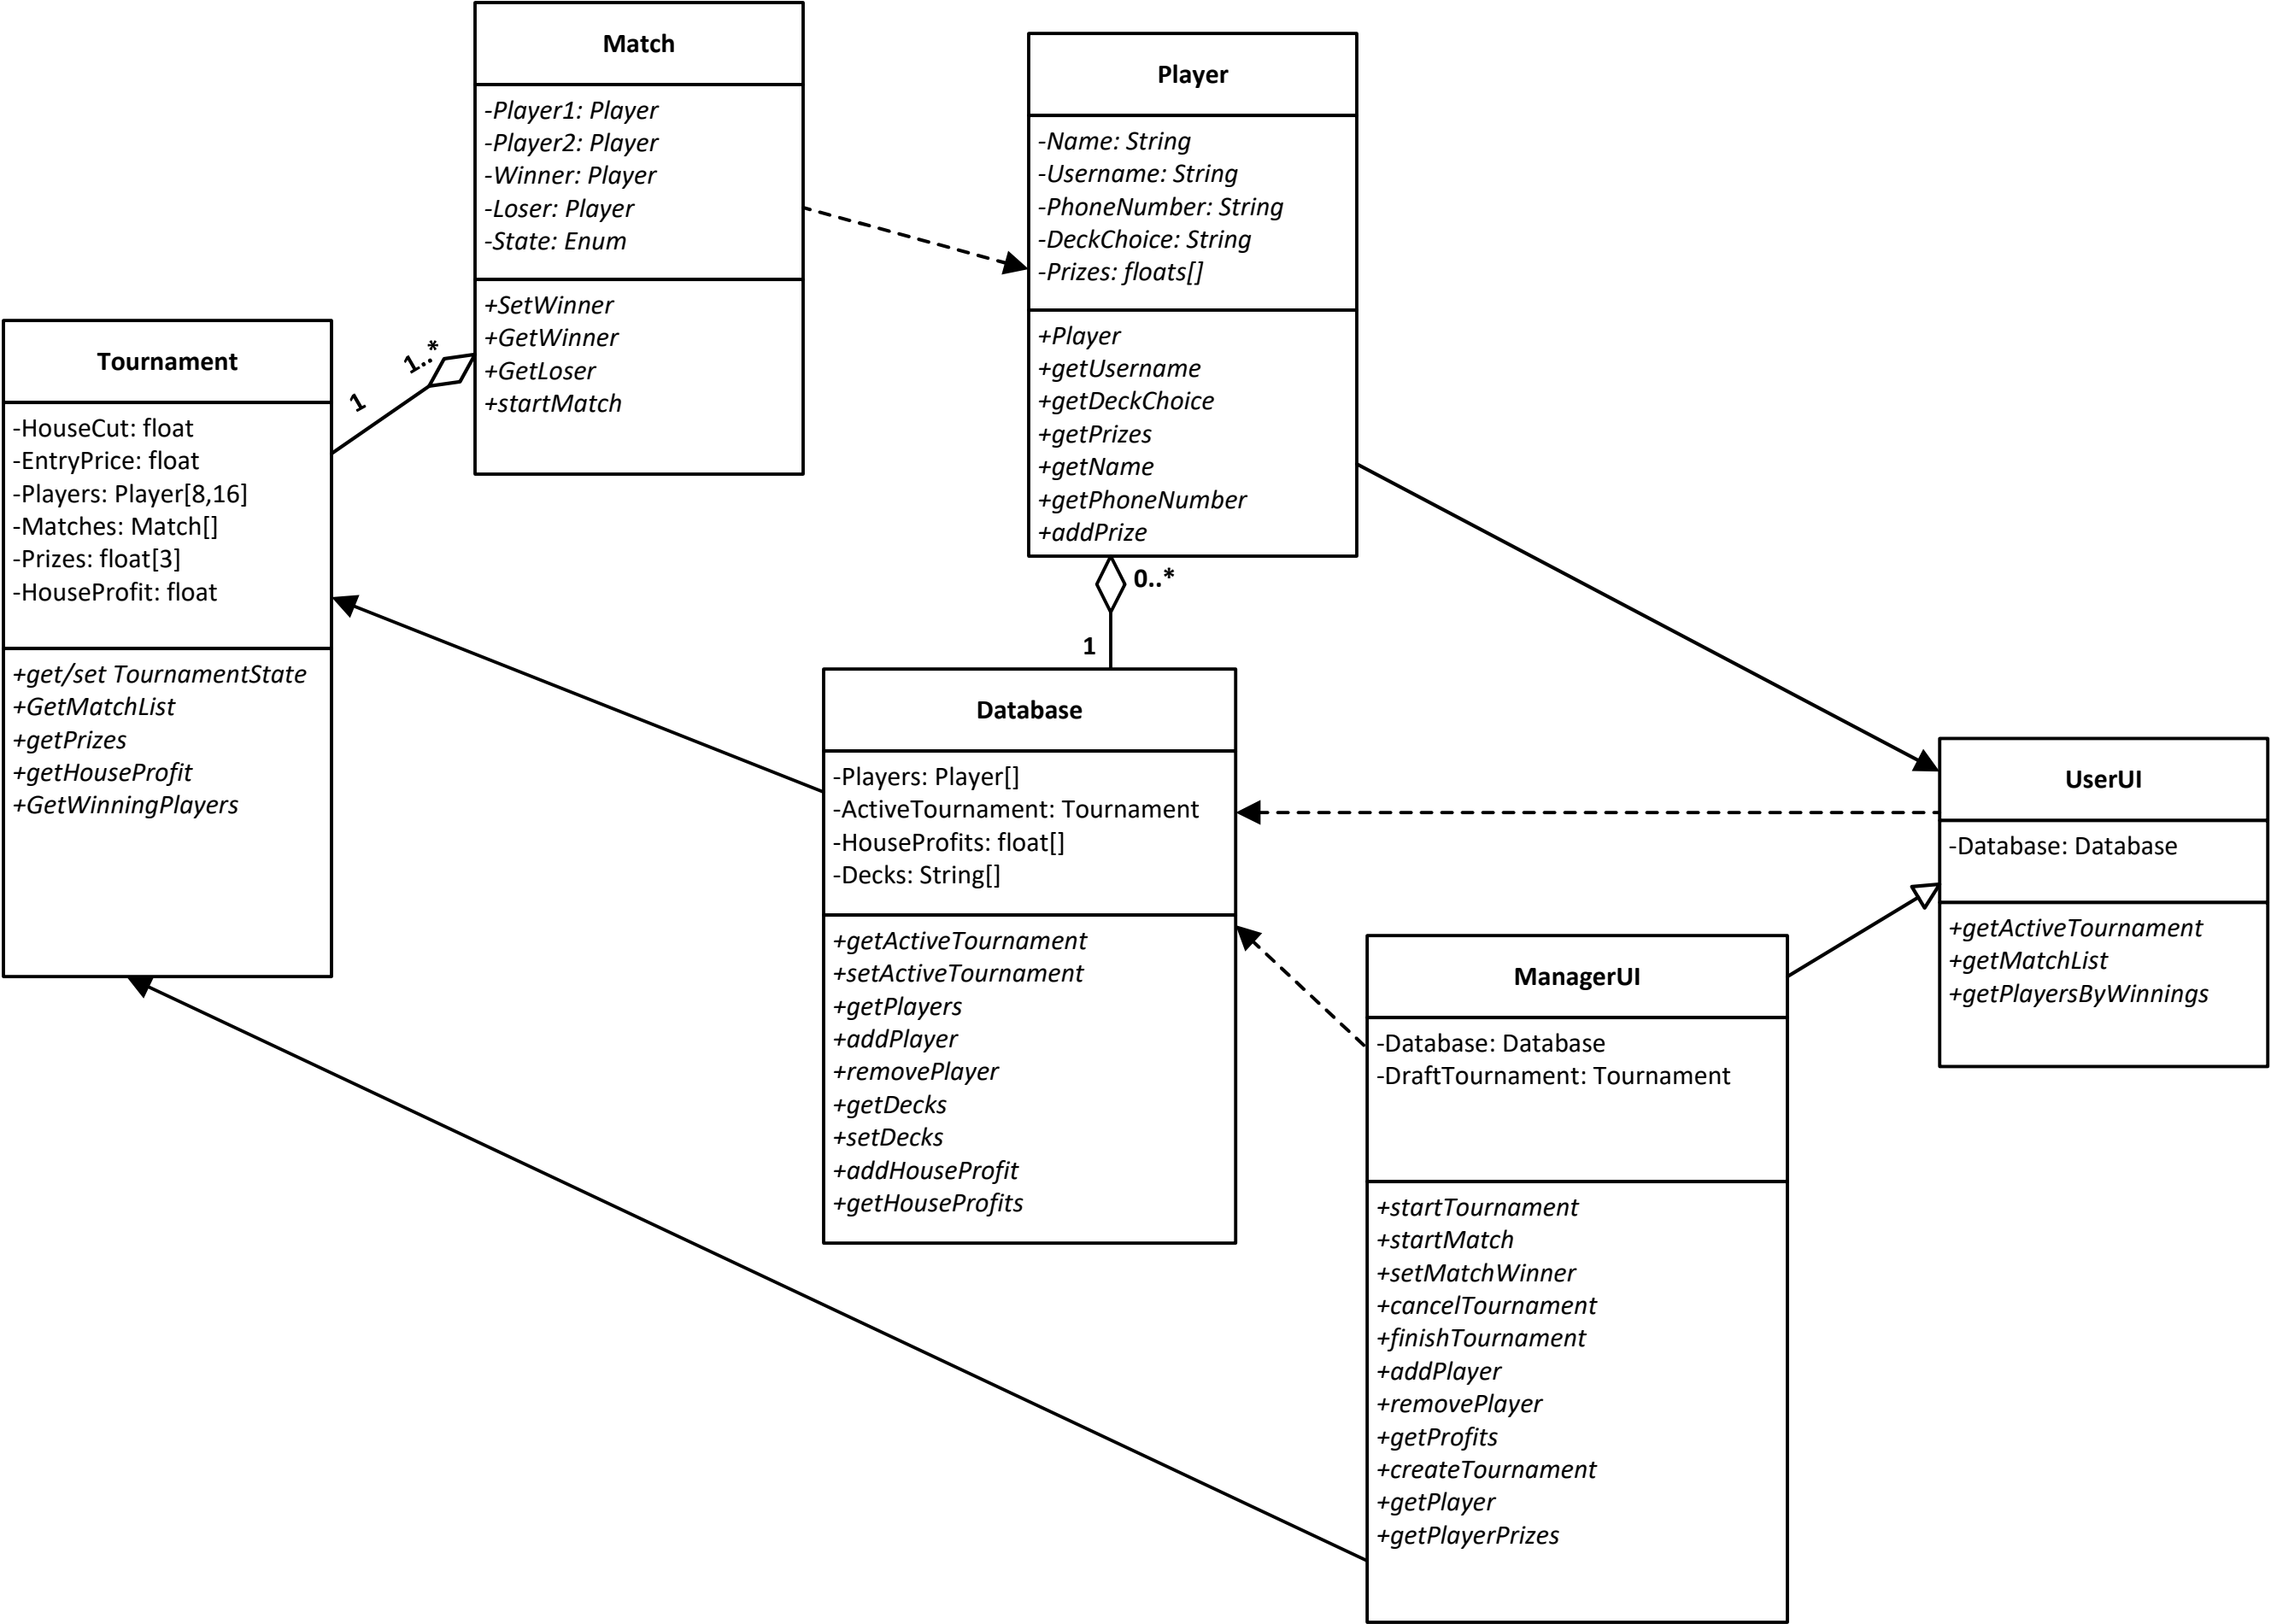 Match
-Player1: Player
-Player2: Player
-Winner: Player
-Loser: Player
-State: Enum
+SetWinner
+GetWinner
+GetLoser
+startMatch
Player
-Name: String
-Username: String
-PhoneNumber: String
-DeckChoice: String
-Prizes: floats[]
+Player
+getUsername
+getDeckChoice
+getPrizes
+getName
+getPhoneNumber
+addPrize
1..*
1
Tournament
-HouseCut: float
-EntryPrice: float
-Players: Player[8,16]
-Matches: Match[]
-Prizes: float[3]
-HouseProfit: float
+get/set TournamentState
+GetMatchList
+getPrizes
+getHouseProfit
+GetWinningPlayers
0..*
1
Database
-Players: Player[]
-ActiveTournament: Tournament
-HouseProfits: float[]
-Decks: String[]
+getActiveTournament
+setActiveTournament
+getPlayers
+addPlayer
+removePlayer
+getDecks
+setDecks
+addHouseProfit
+getHouseProfits
UserUI
-Database: Database
+getActiveTournament
+getMatchList
+getPlayersByWinnings
ManagerUI
-Database: Database
-DraftTournament: Tournament
+startTournament
+startMatch
+setMatchWinner
+cancelTournament
+finishTournament
+addPlayer
+removePlayer
+getProfits
+createTournament
+getPlayer
+getPlayerPrizes